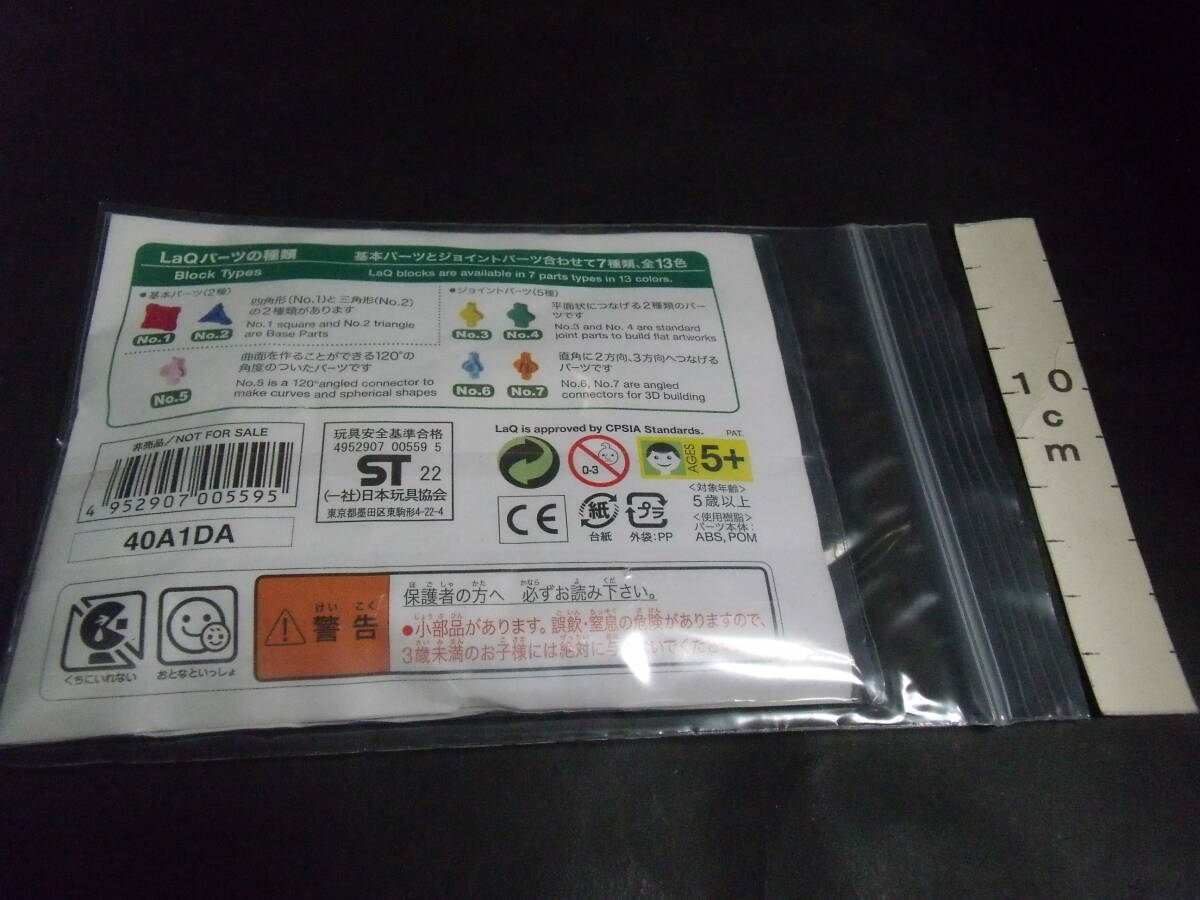 LaQパーツの種類
Block Types
基本パーツとジョイントパーツ合わせて7種類、全13色
LaQ blocks are available in 7 parts types in 13 colors.
●基本パーツ(2種)
四角形(No.1)と三角形(No.2)
の2種類があります
No.1 square and No.2 triangle
are Base Parts
No.1
No.2
●ジョイントパーツ(5種)
平面状につなげる2種類のパー
ツです
No.3 and No. 4 are standard
joint parts to build flat artworks
No.3
No.4
曲面を作ることができる120°の
角度のついたパーツです
No.5 is a 120°angled connector to
make curves and spherical shapes
No.5
直角に2方向、3方向へつなげる
パーツです
No.6, No.7 are angled
connectors for 3D building
No.6
No.7
非売品/NOT FOR SALE
4 952907 005595
40A1DA
玩具安全基準合格
4952907 00559 5
ST 22
(一社)日本玩具協会
東京都墨田区東駒形4-22-4
LaQ is approved by CPSIA Standards.
PAT.
0-3
AGES
5+
<対象年齢>
5歳以上
CE
紙
台紙
プラ
外袋:PP
<使用樹脂>
パーツ本体:
ABS, POM
くちにいれない
おとなといっしょ
けい こく
警告
ほごしゃ かた かなら よ くだ
保護者の方へ 必ずお読み下さい。
●小部品があります。誤飲・窒息の危険がありますので、
3歳未満のお子様には絶対に与
10
cm